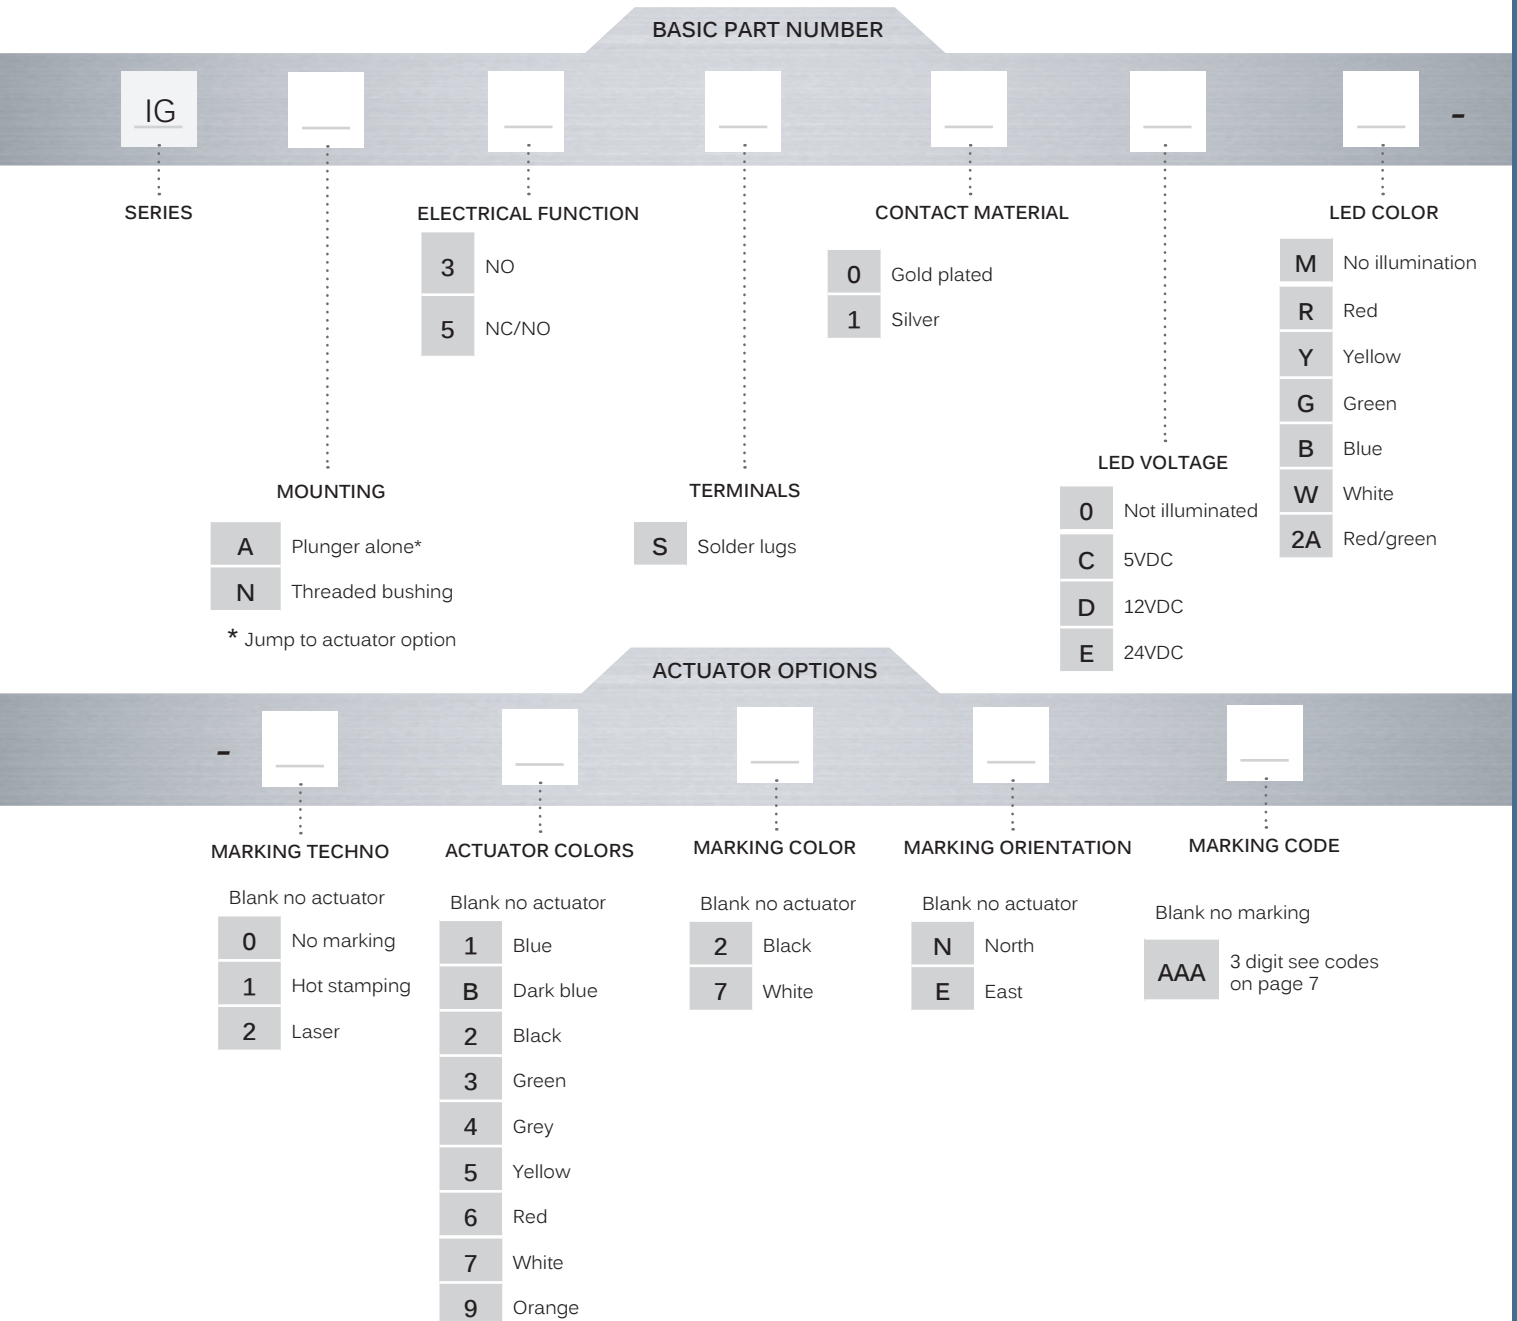 BASIC PART NUMBER
IG
-
SERIES
ELECTRICAL FUNCTION
3 NO
5 NC/NO
CONTACT MATERIAL
0 Gold plated
1 Silver
LED COLOR
M No illumination
R Red
Y Yellow
G Green
B Blue
W White
2A Red/green
MOUNTING
A Plunger alone*
N Threaded bushing
* Jump to actuator option
TERMINALS
S Solder lugs
LED VOLTAGE
0 Not illuminated
C 5VDC
D 12VDC
E 24VDC
ACTUATOR OPTIONS
-
MARKING TECHNO
Blank no actuator
0 No marking
1 Hot stamping
2 Laser
ACTUATOR COLORS
Blank no actuator
1 Blue
B Dark blue
2 Black
3 Green
4 Grey
5 Yellow
6 Red
7 White
9 Orange
MARKING COLOR
Blank no actuator
2 Black
7 White
MARKING ORIENTATION
Blank no actuator
N North
E East
MARKING CODE
Blank no marking
AAA 3 digit see codes
on page 7